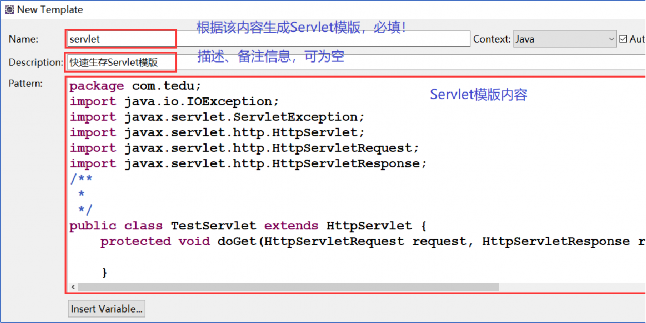 New Template
根据该内容生成Servlet模版，必填！
Name: servlet Context: Java Aut
描述、备注信息，可为空
Description: 快速生存Servlet模版
Pattern:
Servlet模版内容
package com.tedu;
import java.io.IOException;
import javax.servlet.ServletException;
import javax.servlet.http.HttpServlet;
import javax.servlet.http.HttpServletRequest;
import javax.servlet.http.HttpServletResponse;
/**
*
*/
public class TestServlet extends HttpServlet {
protected void doGet(HttpServletRequest request, HttpServletResponse r
}
Insert Variable...